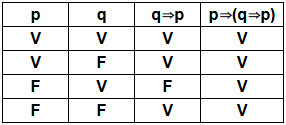 p q q⇒p p⇒(q⇒p)
V V V V
V F V V
F V F V
F F V V